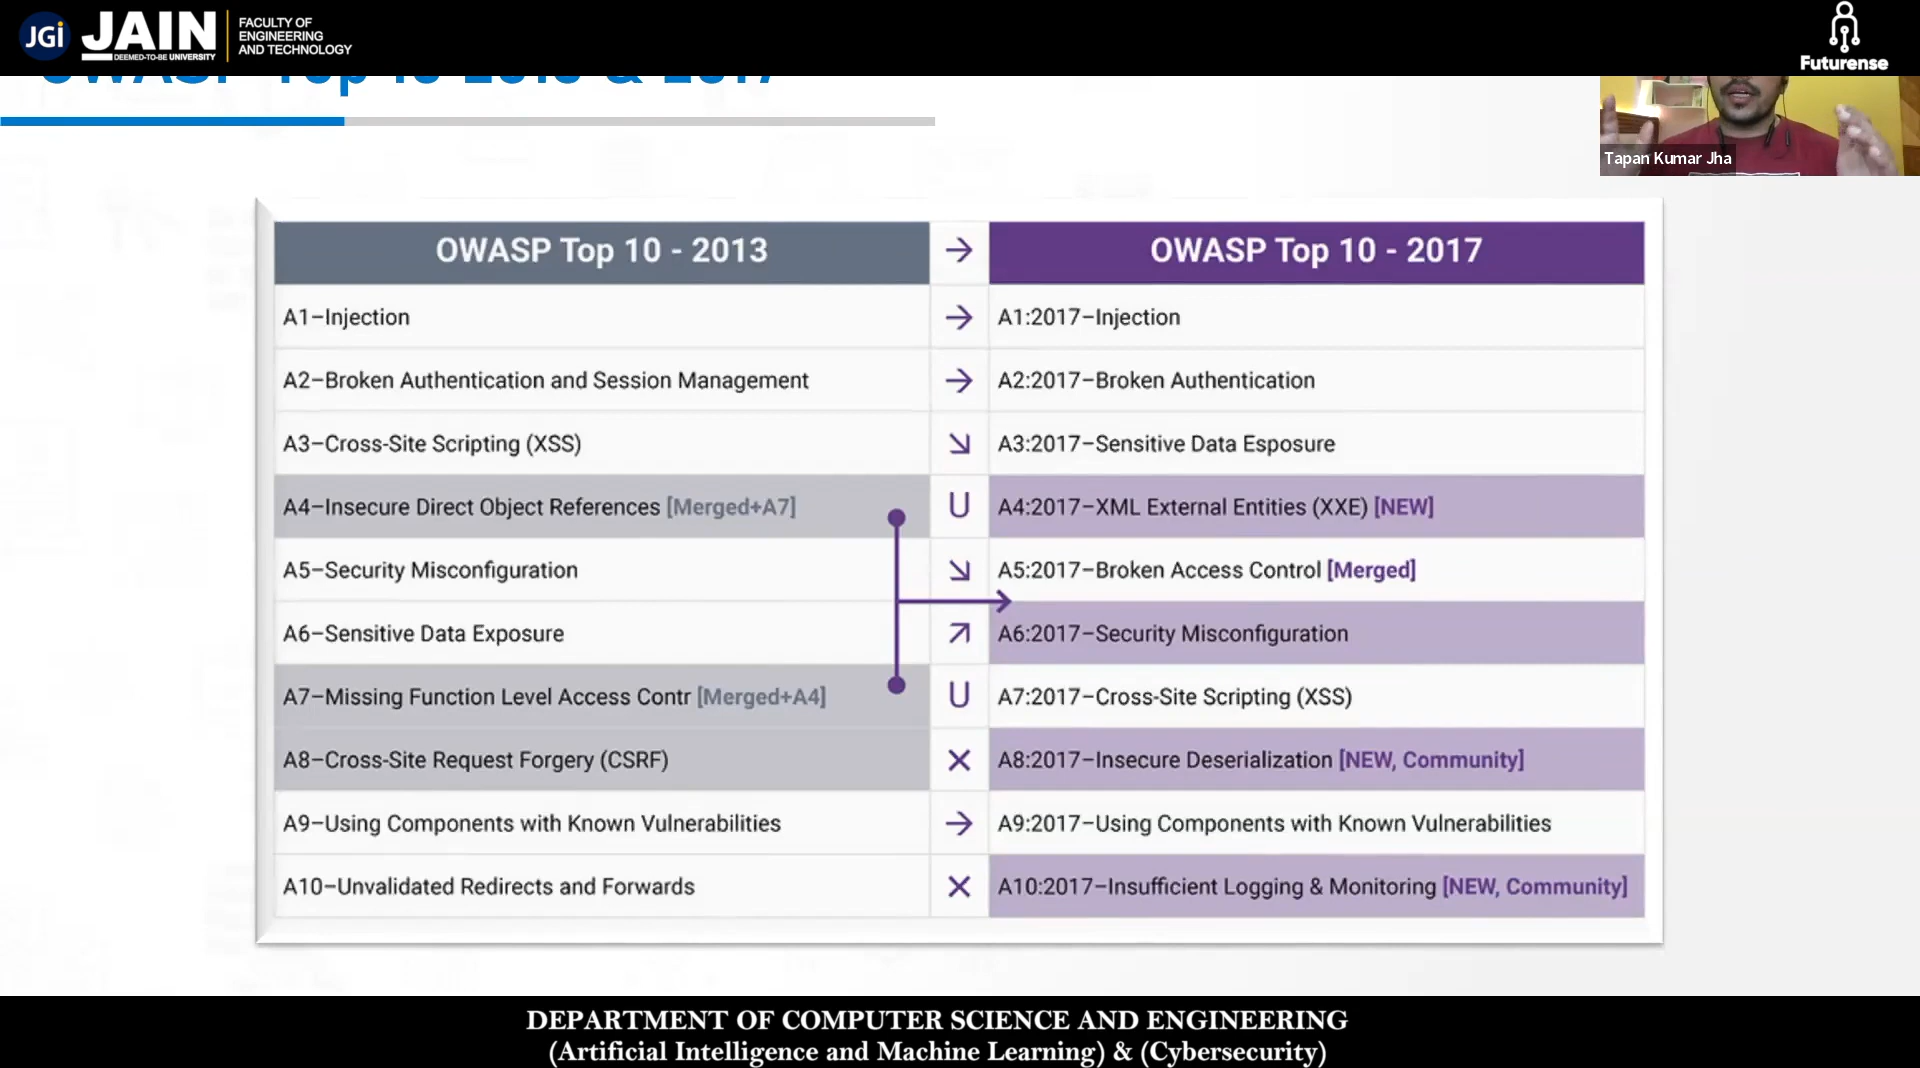 JGi JAIN FACULTY OF
ENGINEERING
AND TECHNOLOGY
DEEMED-TO-BE UNIVERSITY
Futurense
OWASP Top 10 2013 & 2017
Tapan Kumar Jha
OWASP Top 10 - 2013 → OWASP Top 10 - 2017
A1–Injection → A1:2017–Injection
A2–Broken Authentication and Session Management → A2:2017–Broken Authentication
A3–Cross-Site Scripting (XSS) ↘ A3:2017–Sensitive Data Esposure
A4–Insecure Direct Object References [Merged+A7] U A4:2017–XML External Entities (XXE) [NEW]
A5–Security Misconfiguration ↘ A5:2017–Broken Access Control [Merged]
A6–Sensitive Data Exposure ↗ A6:2017–Security Misconfiguration
A7–Missing Function Level Access Contr [Merged+A4] U A7:2017–Cross-Site Scripting (XSS)
A8–Cross-Site Request Forgery (CSRF) ✕ A8:2017–Insecure Deserialization [NEW, Community]
A9–Using Components with Known Vulnerabilities → A9:2017–Using Components with Known Vulnerabilities
A10–Unvalidated Redirects and Forwards ✕ A10:2017–Insufficient Logging & Monitoring [NEW, Community]
DEPARTMENT OF COMPUTER SCIENCE AND ENGINEERING
(Artificial Intelligence and Machine Learning) & (Cybersecurity)